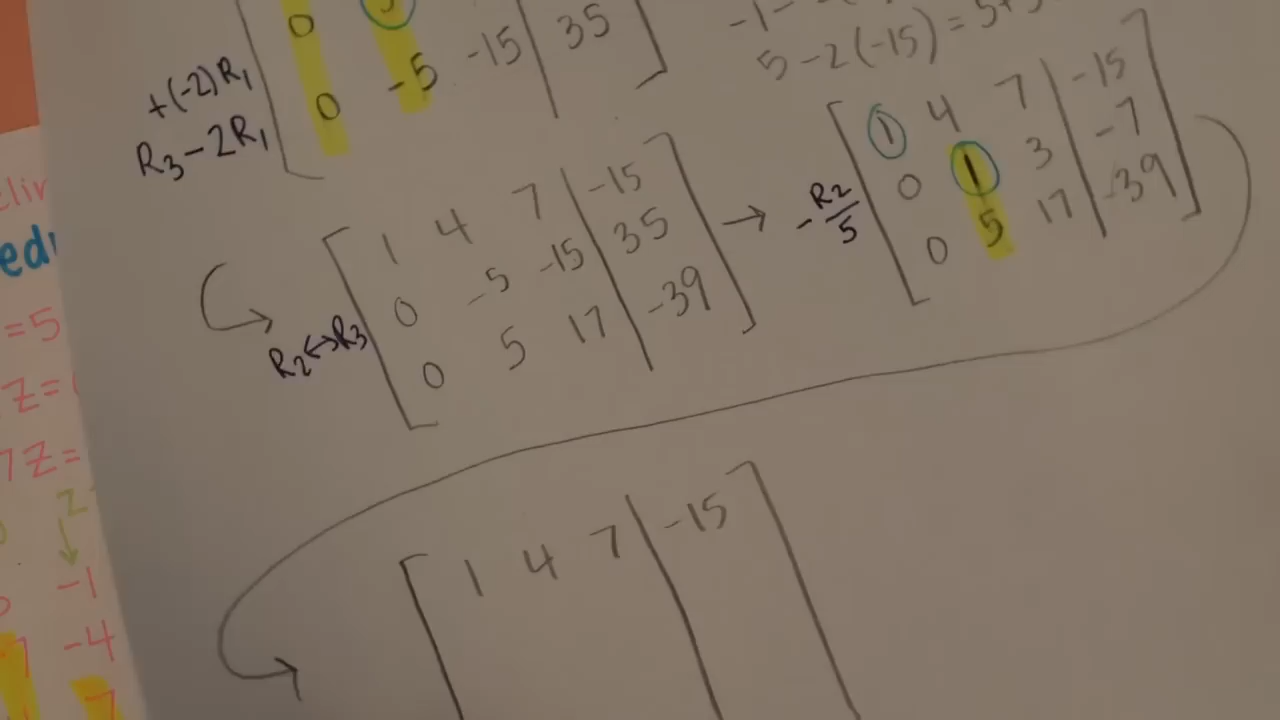 0 -5 -15 | 35
+(-2)R₁
R₃-2R₁
5-2(-15)=5+
R₂↔R₃
1 4 7 | -15
0 -5 -15 | 35
0 5 17 | -39
→
-R₂/5
1 4 7 | -15
0 1 3 | -7
0 5 17 | -39
1 4 7 | -15
=5
Z=
7Z=
-1
-4
7